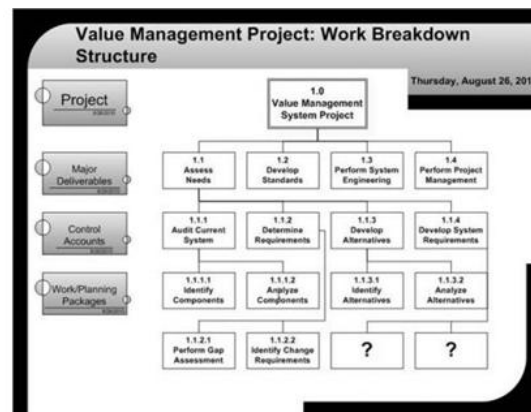 Value Management Project: Work Breakdown
Structure
Thursday, August 26, 201
Project
Major
Deliverables
Control
Accounts
Work/Planning
Packages
1.0
Value Management
System Project
1.1
Assess
Needs
1.2
Develop
Standards
1.3
Perform System
Engineering
1.4
Perform Project
Management
1.1.1
Audit Current
System
1.1.2
Determine
Requirements
1.1.3
Develop
Alternatives
1.1.4
Develop System
Requirements
1.1.1.1
Identify
Components
1.1.1.2
Analyze
Components
1.1.3.1
Identify
Alternatives
1.1.3.2
Analyze
Alternatives
1.1.2.1
Perform Gap
Assessment
1.1.2.2
Identify Change
Requirements
?
?